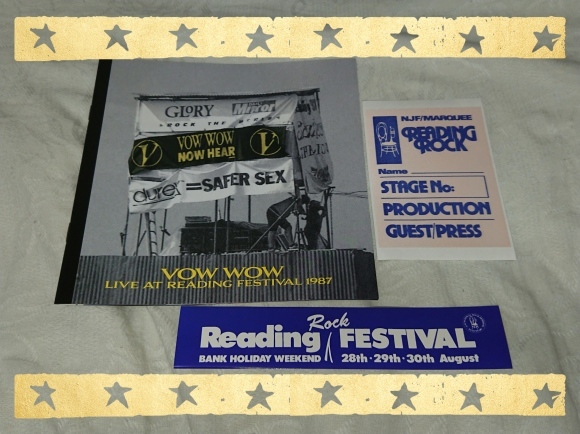 GLORY
ROCK THE
VOW WOW
NOW HEAR
durex = SAFER SEX
VOW WOW
LIVE AT READING FESTIVAL 1987
NJF/MARQUEE
READING
ROCK
Name
STAGE No:
PRODUCTION
GUEST/PRESS
Reading Rock FESTIVAL
BANK HOLIDAY WEEKEND 28th·29th·30th August